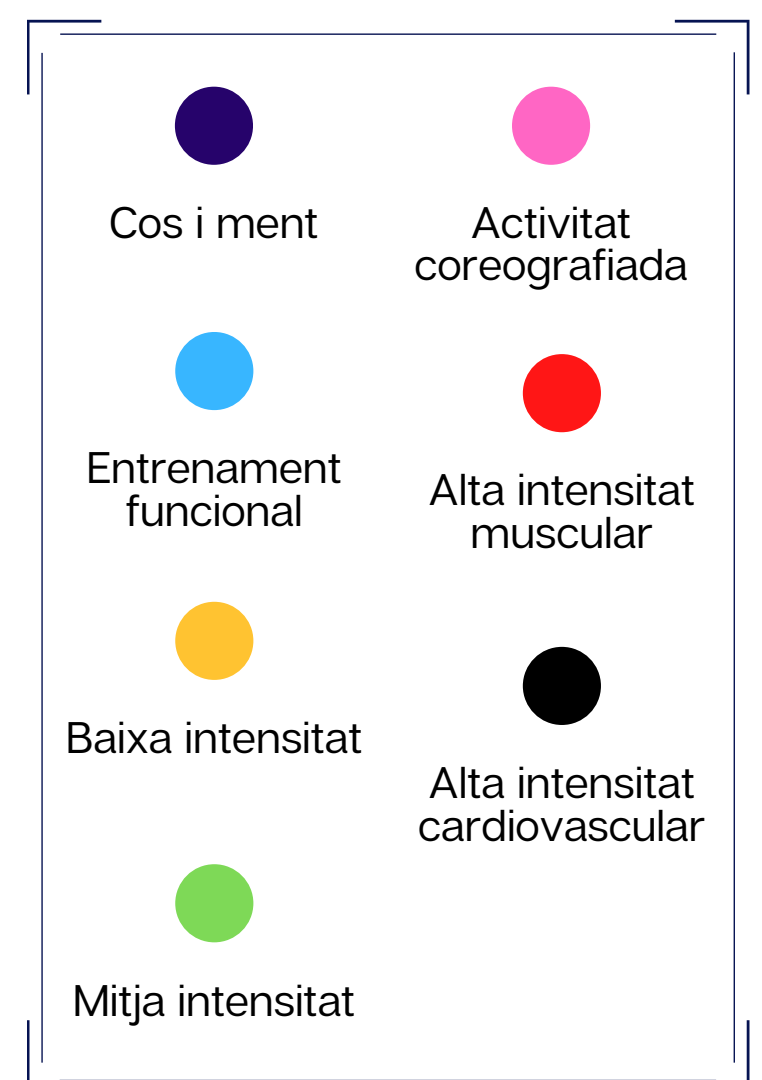 Cos i ment
Activitat
coreografiada
Entrenament
funcional
Alta intensitat
muscular
Baixa intensitat
Alta intensitat
cardiovascular
Mitja intensitat